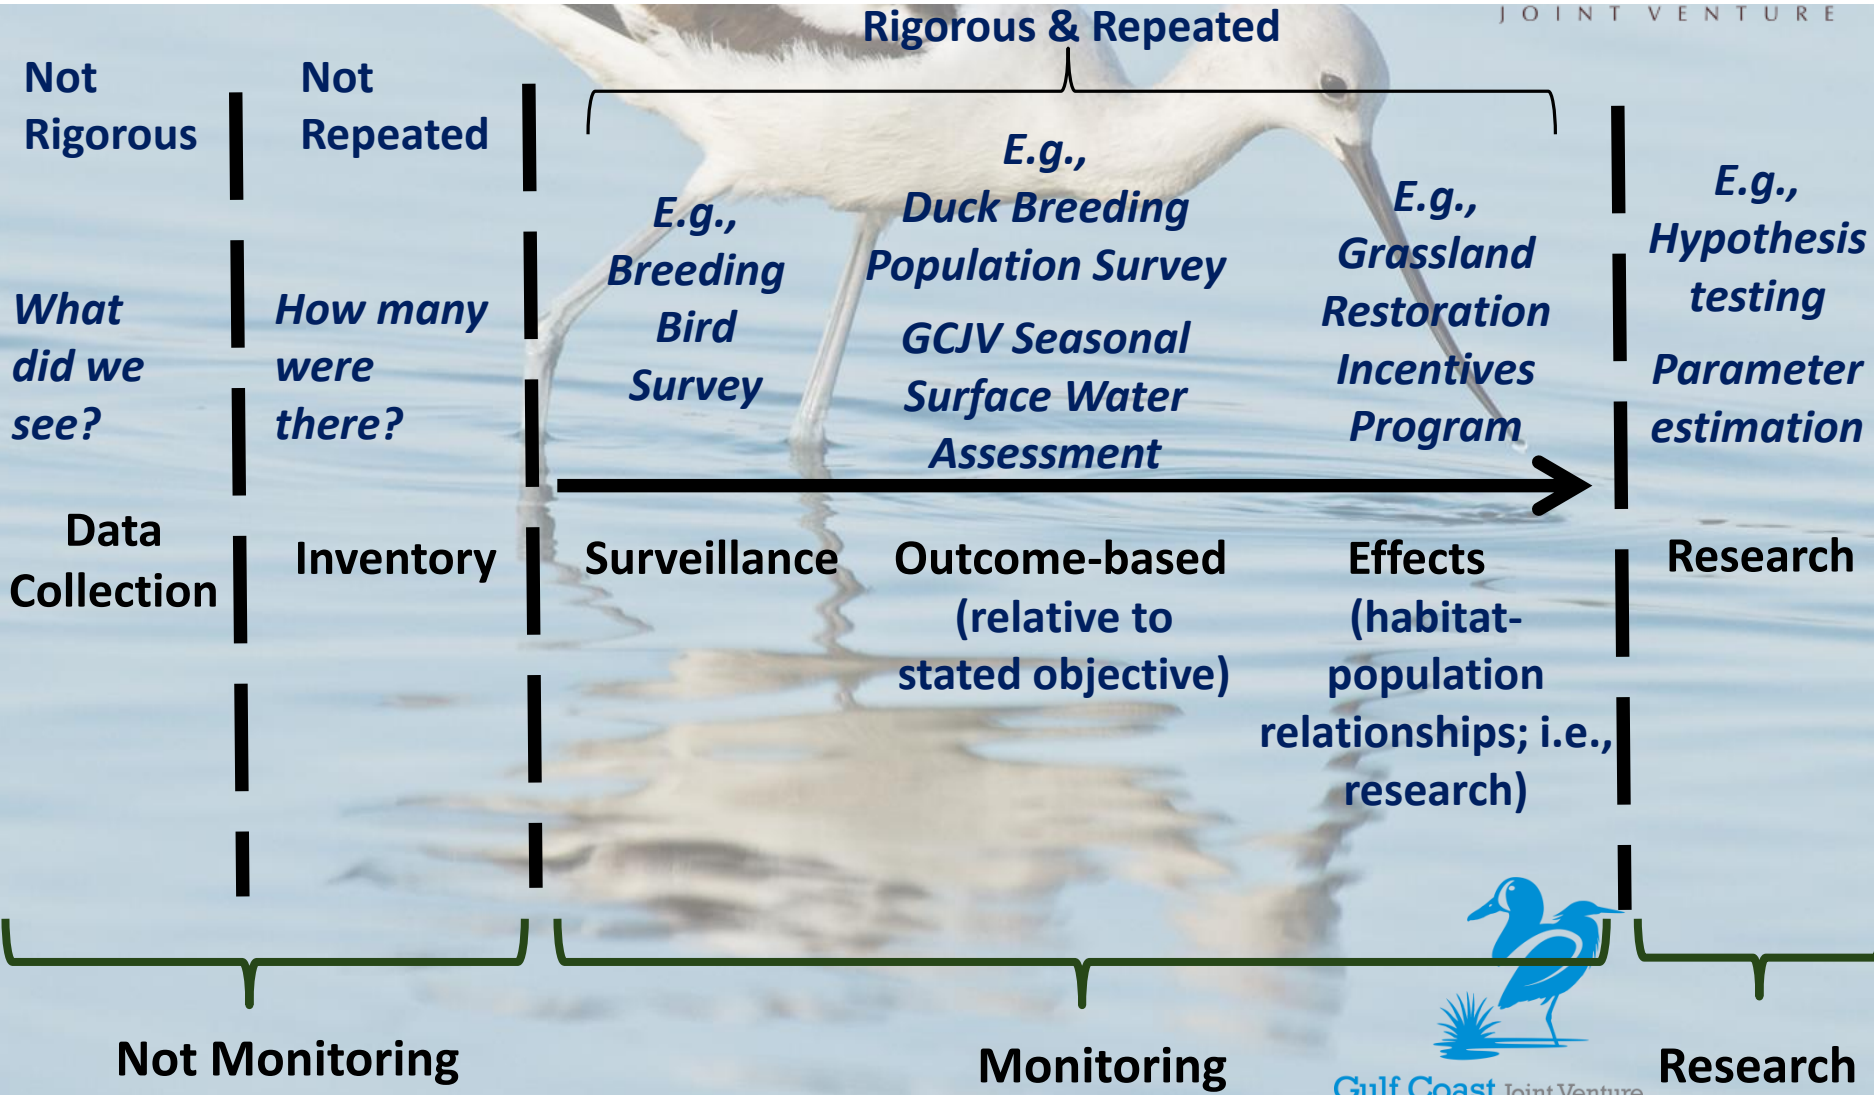 JOINT VENTURE
Rigorous & Repeated
Not
Rigorous
Not
Repeated
What
did we
see?
How many
were
there?
E.g.,
Breeding
Bird
Survey
E.g.,
Duck Breeding
Population Survey
GCJV Seasonal
Surface Water
Assessment
E.g.,
Grassland
Restoration
Incentives
Program
E.g.,
Hypothesis
testing
Parameter
estimation
Data
Collection
Inventory
Surveillance
Outcome-based
(relative to
stated objective)
Effects
(habitat-
population
relationships; i.e.,
research)
Research
Not Monitoring
Monitoring
Gulf Coast Joint Venture
Research